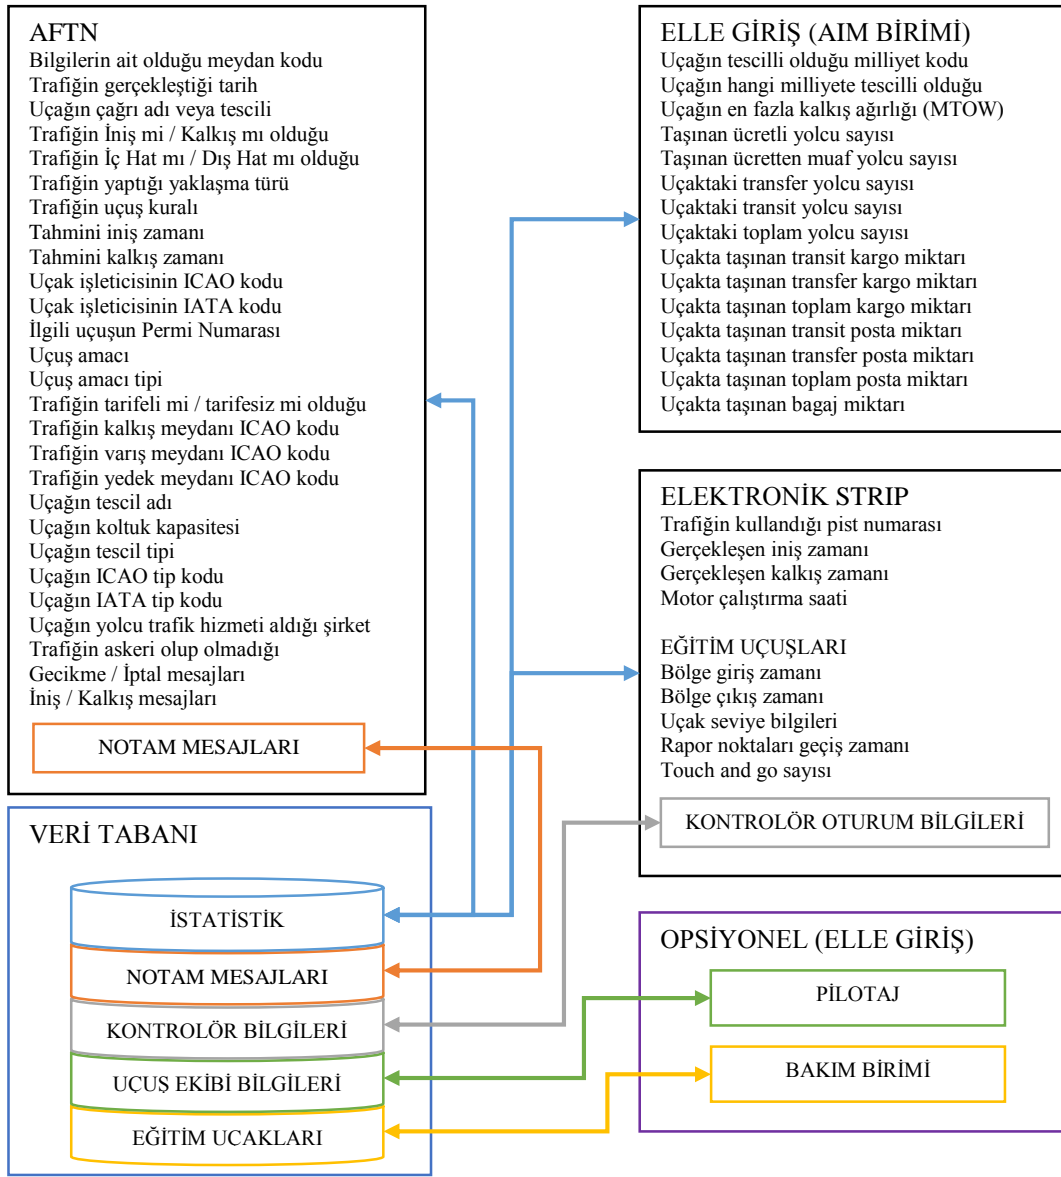 AFTN
Bilgilerin ait olduğu meydan kodu
Trafiğin gerçekleştiği tarih
Uçağın çağrı adı veya tescili
Trafiğin İniş mi / Kalkış mı olduğu
Trafiğin İç Hat mı / Dış Hat mı olduğu
Trafiğin yaptığı yaklaşma türü
Trafiğin uçuş kuralı
Tahmini iniş zamanı
Tahmini kalkış zamanı
Uçak işleticisinin ICAO kodu
Uçak işleticisinin IATA kodu
İlgili uçuşun Permi Numarası
Uçuş amacı
Uçuş amacı tipi
Trafiğin tarifeli mi / tarifesiz mi olduğu
Trafiğin kalkış meydanı ICAO kodu
Trafiğin varış meydanı ICAO kodu
Trafiğin yedek meydanı ICAO kodu
Uçağın tescil adı
Uçağın koltuk kapasitesi
Uçağın tescil tipi
Uçağın ICAO tip kodu
Uçağın IATA tip kodu
Uçağın yolcu trafik hizmeti aldığı şirket
Trafiğin askeri olup olmadığı
Gecikme / İptal mesajları
İniş / Kalkış mesajları
NOTAM MESAJLARI
VERİ TABANI
İSTATİSTİK
NOTAM MESAJLARI
KONTROLÖR BİLGİLERİ
UÇUŞ EKİBİ BİLGİLERİ
EĞİTİM UCAKLARI
ELLE GİRİŞ (AIM BİRİMİ)
Uçağın tescilli olduğu milliyet kodu
Uçağın hangi milliyete tescilli olduğu
Uçağın en fazla kalkış ağırlığı (MTOW)
Taşınan ücretli yolcu sayısı
Taşınan ücretten muaf yolcu sayısı
Uçaktaki transfer yolcu sayısı
Uçaktaki transit yolcu sayısı
Uçaktaki toplam yolcu sayısı
Uçakta taşınan transit kargo miktarı
Uçakta taşınan transfer kargo miktarı
Uçakta taşınan toplam kargo miktarı
Uçakta taşınan transit posta miktarı
Uçakta taşınan transfer posta miktarı
Uçakta taşınan toplam posta miktarı
Uçakta taşınan bagaj miktarı
ELEKTRONİK STRIP
Trafiğin kullandığı pist numarası
Gerçekleşen iniş zamanı
Gerçekleşen kalkış zamanı
Motor çalıştırma saati
EĞİTİM UÇUŞLARI
Bölge giriş zamanı
Bölge çıkış zamanı
Uçak seviye bilgileri
Rapor noktaları geçiş zamanı
Touch and go sayısı
KONTROLÖR OTURUM BİLGİLERİ
OPSİYONEL (ELLE GİRİŞ)
PİLOTAJ
BAKIM BİRİMİ